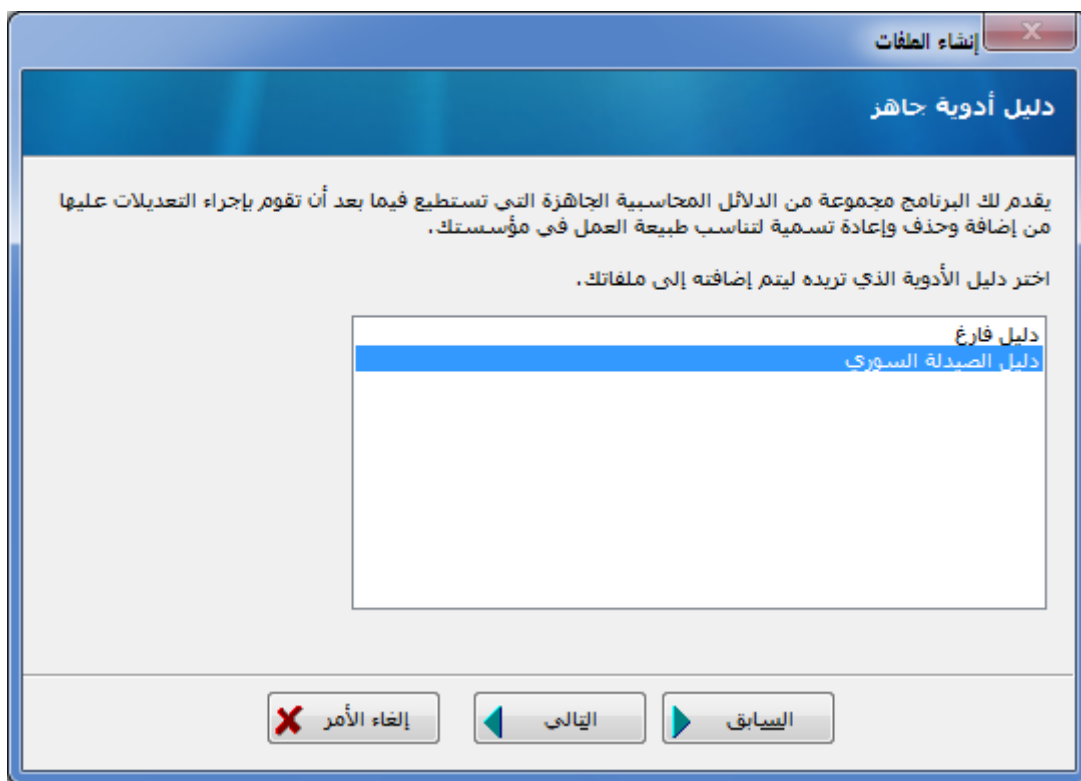 إنشاء الملفات
دليل أدوية جاهز
يقدم لك البرنامج مجموعة من الدلائل المحاسبية الجاهزة التي تستطيع فيما بعد أن تقوم بإجراء التعديلات عليها
من إضافة وحذف وإعادة تسمية لتناسب طبيعة العمل في مؤسستك.
اختر دليل الأدوية الذي تريده ليتم إضافته إلى ملفاتك.
دليل فارغ
دليل الصيدلة السوري
السابق
التالي
إلغاء الأمر